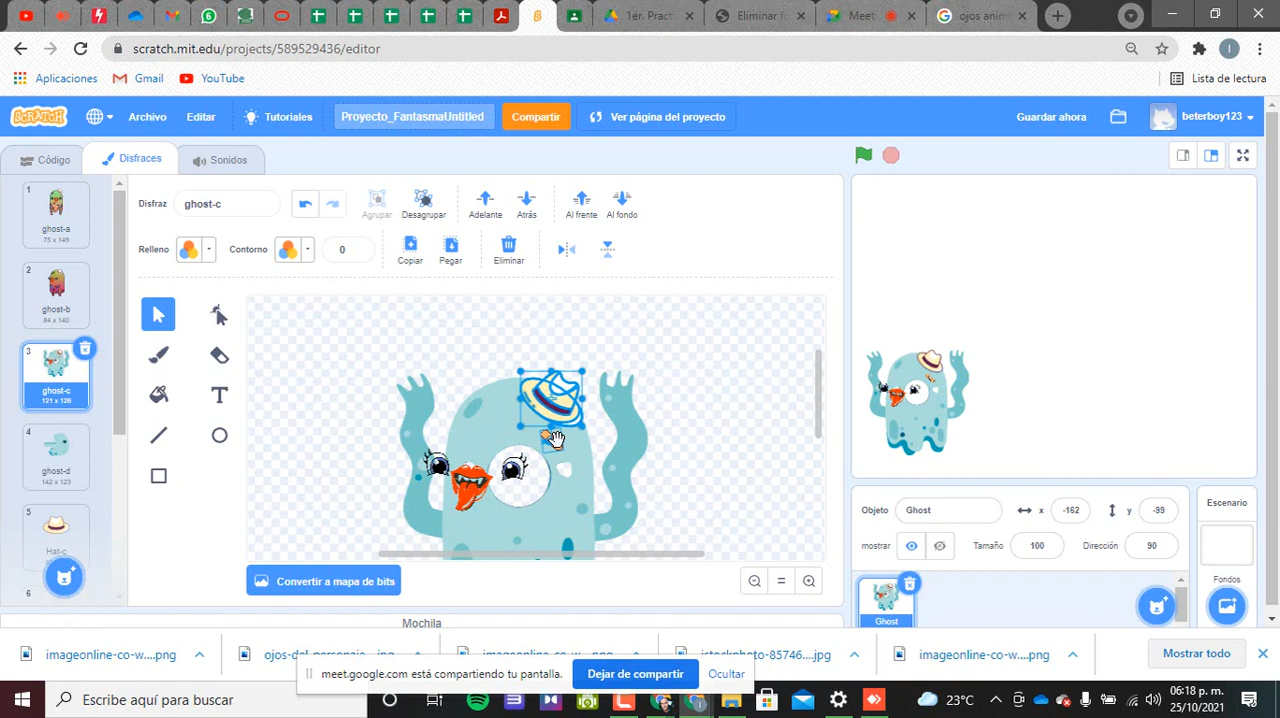 1er. Pract
Eliminar fo
Meet
ojos anim
scratch.mit.edu/projects/589529436/editor
Aplicaciones
Gmail
YouTube
Lista de lectura
SCRATCH
Archivo
Editar
Tutoriales
Proyecto_FantasmaUntitled
Compartir
Ver página del proyecto
Guardar ahora
beterboy123
Código
Disfraces
Sonidos
1
ghost-a
75 x 149
2
ghost-b
84 x 140
3
ghost-c
121 x 126
4
ghost-d
142 x 123
5
Hat-c
6
Disfraz
ghost-c
Agrupar
Desagrupar
Adelante
Atrás
Al frente
Al fondo
Relleno
Contorno
0
Copiar
Pegar
Eliminar
T
Convertir a mapa de bits
Mochila
Objeto
Ghost
x
-162
y
-99
mostrar
Tamaño
100
Dirección
90
Ghost
Escenario
Fondos
imageonline-co-w....png
ojos-del-personaje
imageonline-co-w....png
istockphoto-85746....jpg
imageonline-co-w....png
Mostrar todo
meet.google.com está compartiendo tu pantalla.
Dejar de compartir
Ocultar
Escribe aquí para buscar
23°C
06:18 p. m.
25/10/2021